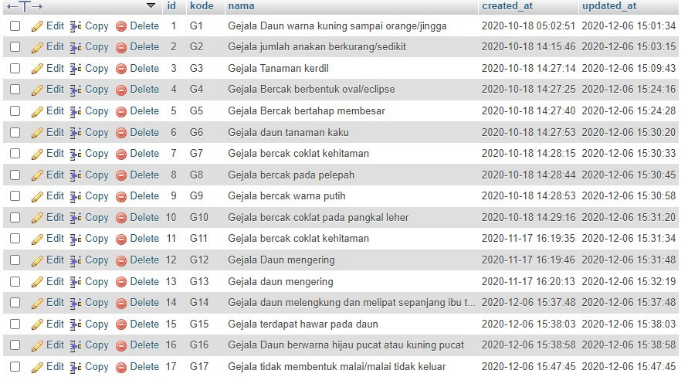 ←T→ id kode nama created_at updated_at
Edit Copy Delete 1 G1 Gejala Daun warna kuning sampai orange/jingga 2020-10-18 05:02:51 2020-12-06 15:01:34
Edit Copy Delete 2 G2 Gejala jumlah anakan berkurang/sedikit 2020-10-18 14:15:46 2020-12-06 15:03:15
Edit Copy Delete 3 G3 Gejala Tanaman kerdil 2020-10-18 14:27:14 2020-12-06 15:09:43
Edit Copy Delete 4 G4 Gejala Bercak berbentuk oval/eclipse 2020-10-18 14:27:25 2020-12-06 15:24:16
Edit Copy Delete 5 G5 Gejala Bercak bertahap membesar 2020-10-18 14:27:40 2020-12-06 15:24:28
Edit Copy Delete 6 G6 Gejala daun tanaman kaku 2020-10-18 14:27:53 2020-12-06 15:30:20
Edit Copy Delete 7 G7 Gejala bercak coklat kehitaman 2020-10-18 14:28:15 2020-12-06 15:30:33
Edit Copy Delete 8 G8 Gejala bercak pada pelepah 2020-10-18 14:28:44 2020-12-06 15:30:45
Edit Copy Delete 9 G9 Gejala bercak warna putih 2020-10-18 14:28:53 2020-12-06 15:30:58
Edit Copy Delete 10 G10 Gejala bercak coklat pada pangkal leher 2020-10-18 14:29:16 2020-12-06 15:31:20
Edit Copy Delete 11 G11 Gejala bercak coklat kehitaman 2020-11-17 16:19:35 2020-12-06 15:31:34
Edit Copy Delete 12 G12 Gejala Daun mengering 2020-11-17 16:19:46 2020-12-06 15:31:48
Edit Copy Delete 13 G13 Gejala daun mengering 2020-11-17 16:20:13 2020-12-06 15:32:19
Edit Copy Delete 14 G14 Gejala daun melengkung dan melipat sepanjang ibu t... 2020-12-06 15:37:48 2020-12-06 15:37:48
Edit Copy Delete 15 G15 Gejala terdapat hawar pada daun 2020-12-06 15:38:03 2020-12-06 15:38:03
Edit Copy Delete 16 G16 Gejala Daun berwarna hijau pucat atau kuning pucat 2020-12-06 15:38:58 2020-12-06 15:38:58
Edit Copy Delete 17 G17 Gejala tidak membentuk malai/malai tidak keluar 2020-12-06 15:47:45 2020-12-06 15:47:45